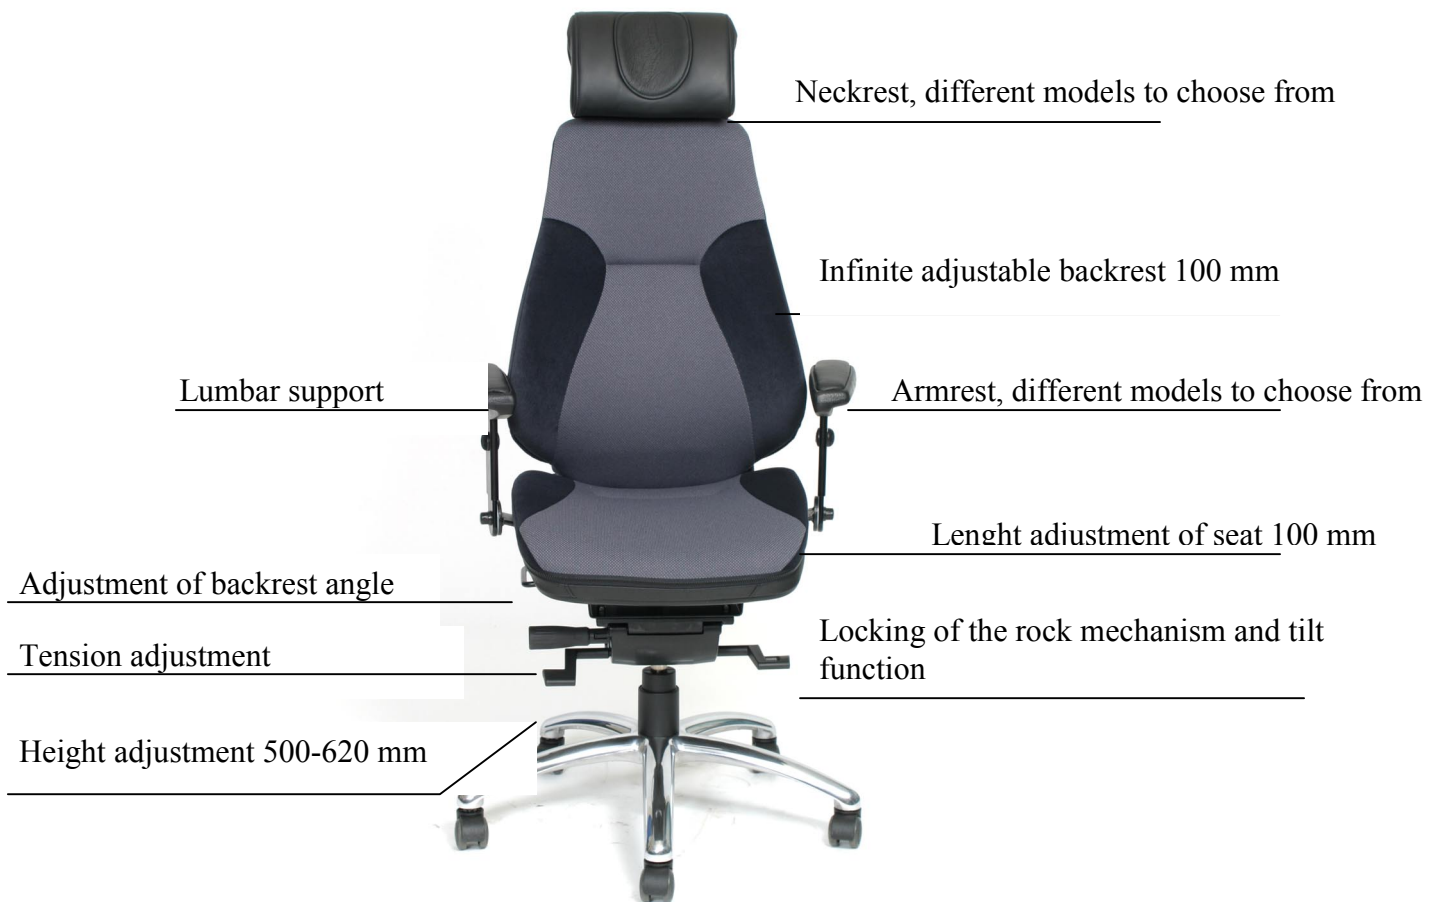 Neckrest, different models to choose from
Infinite adjustable backrest 100 mm
Lumbar support
Armrest, different models to choose from
Lenght adjustment of seat 100 mm
Adjustment of backrest angle
Locking of the rock mechanism and tilt
function
Tension adjustment
Height adjustment 500-620 mm